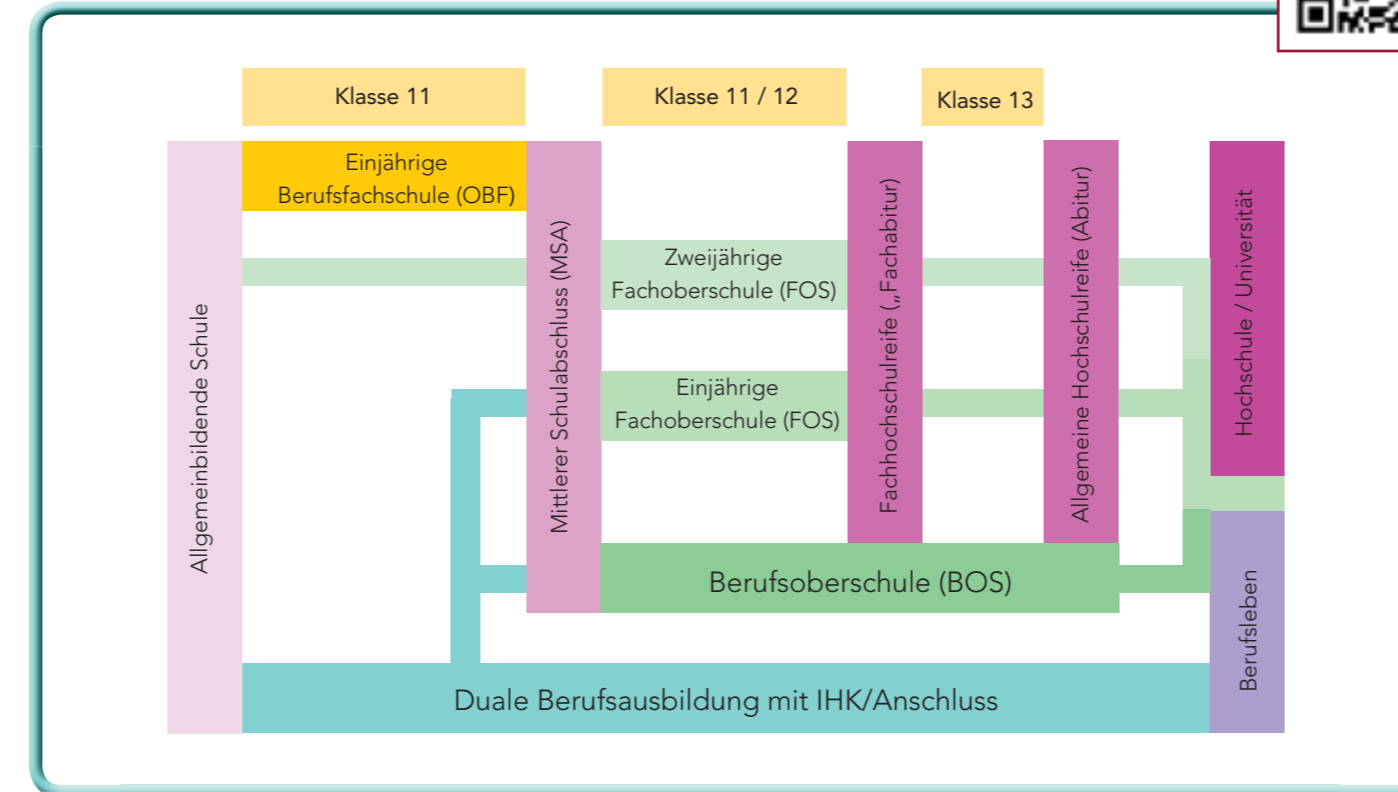 Klasse 11
Klasse 11 / 12
Klasse 13
Allgemeinbildende Schule
Einjährige
Berufsfachschule (OBF)
Mittlerer Schulabschluss (MSA)
Zweijährige
Fachoberschule (FOS)
Einjährige
Fachoberschule (FOS)
Fachhochschulreife („Fachabitur)
Allgemeine Hochschulreife (Abitur)
Hochschule / Universität
Berufsoberschule (BOS)
Berufsleben
Duale Berufsausbildung mit IHK/Anschluss